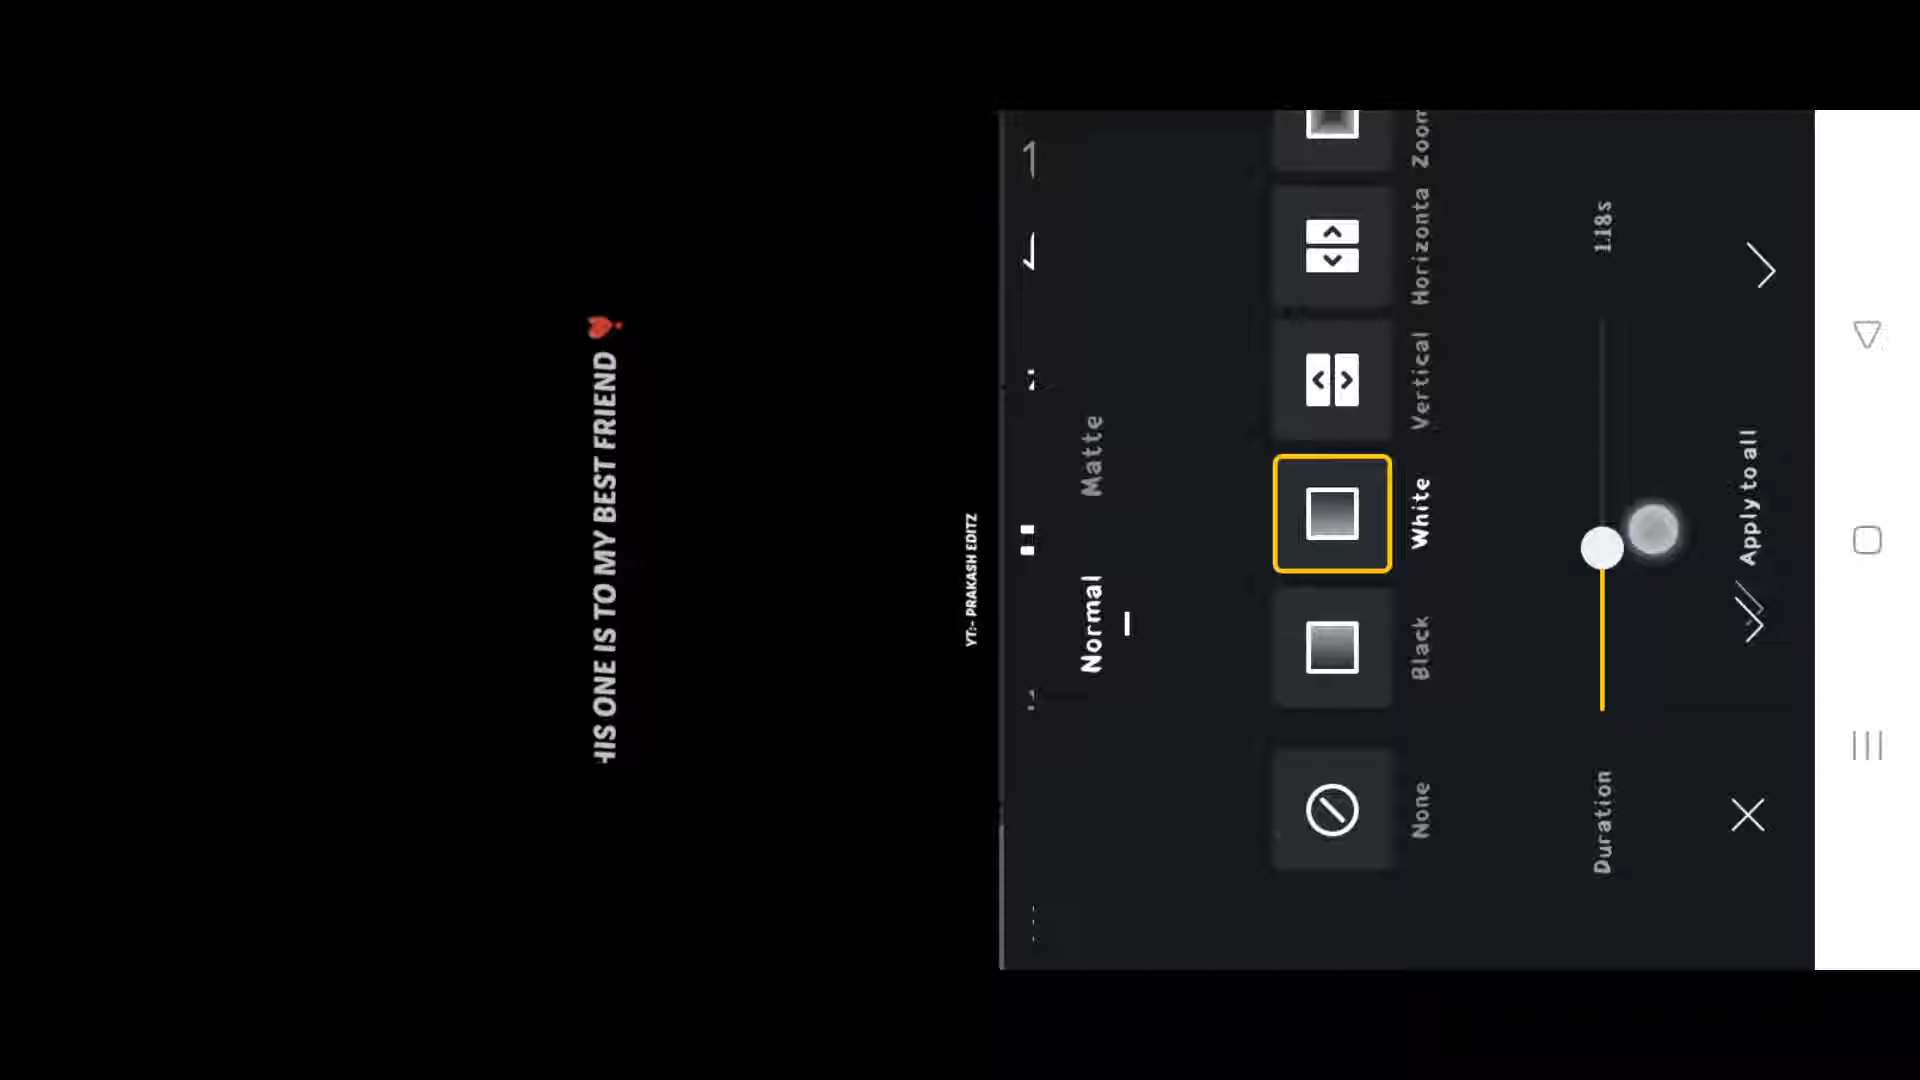 HIS ONE IS TO MY BEST FRIEND ❣️
YT:- PRAKASH EDITZ
Normal Matte
None Black White Vertical Horizonta Zoom
Duration 1.18s
Apply to all